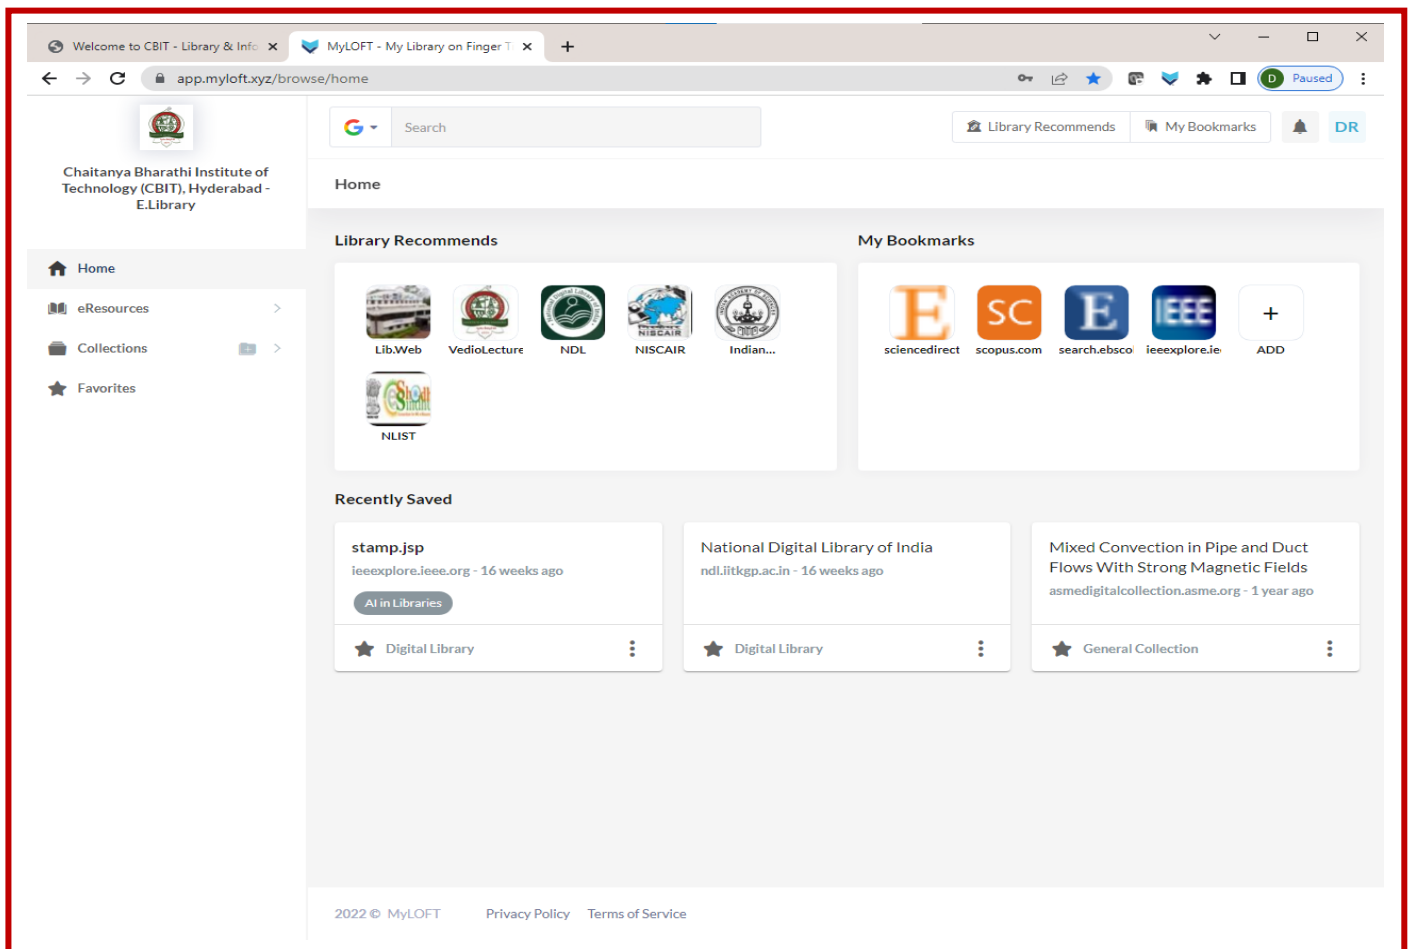 Welcome to CBIT - Library & Info
MyLOFT - My Library on Finger T
app.myloft.xyz/browse/home
D Paused
Chaitanya Bharathi Institute of
Technology (CBIT), Hyderabad -
E.Library
Search
Library Recommends
My Bookmarks
DR
Home
Home
eResources
Collections
Favorites
Library Recommends
Lib.Web
VedioLecture
NDL
NISCAIR
NISCAIR
Indian...
NLIST
My Bookmarks
E
sciencedirect
SC
scopus.com
E
search.ebsco
IEEE
ieeexplore.ie
+
ADD
Recently Saved
stamp.jsp
ieeexplore.ieee.org - 16 weeks ago
AI in Libraries
Digital Library
National Digital Library of India
ndl.iitkgp.ac.in - 16 weeks ago
Digital Library
Mixed Convection in Pipe and Duct
Flows With Strong Magnetic Fields
asmedigitalcollection.asme.org - 1 year ago
General Collection
2022 © MyLOFT
Privacy Policy
Terms of Service